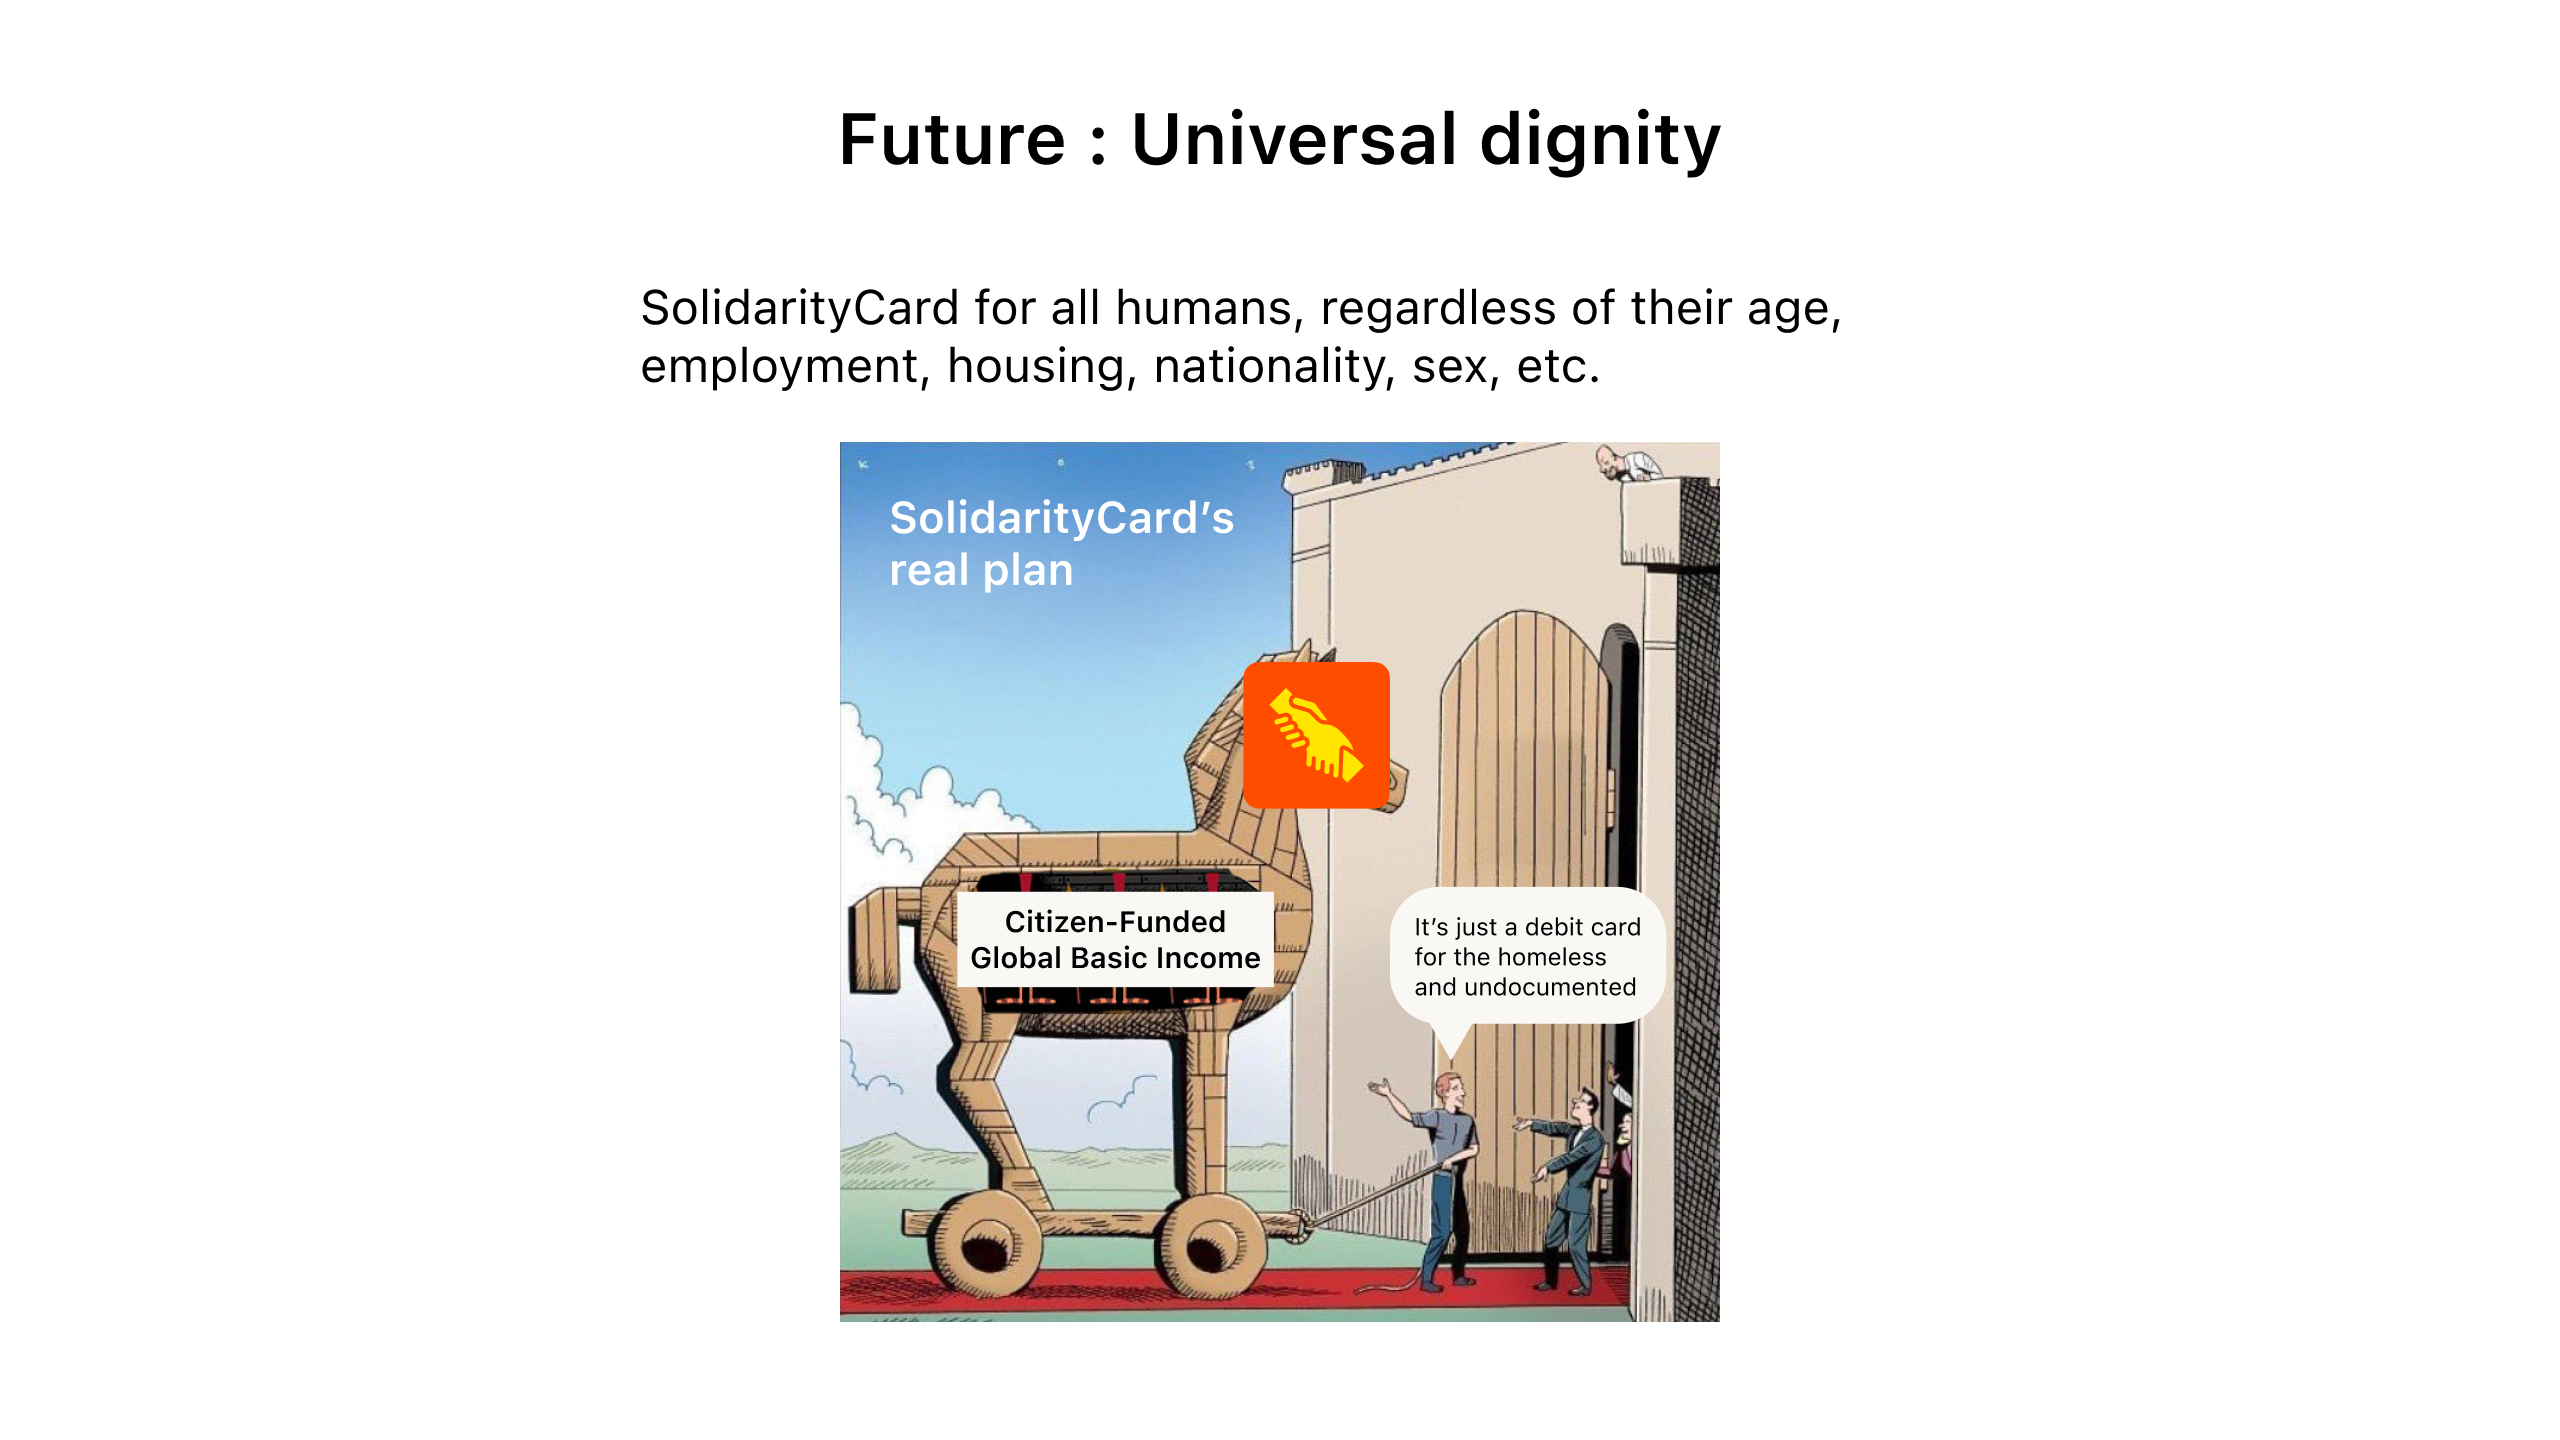 Future : Universal dignity
SolidarityCard for all humans, regardless of their age,
employment, housing, nationality, sex, etc.
K O Z
SolidarityCard’s
real plan
Citizen-Funded
Global Basic Income
It’s just a debit card
for the homeless
and undocumented